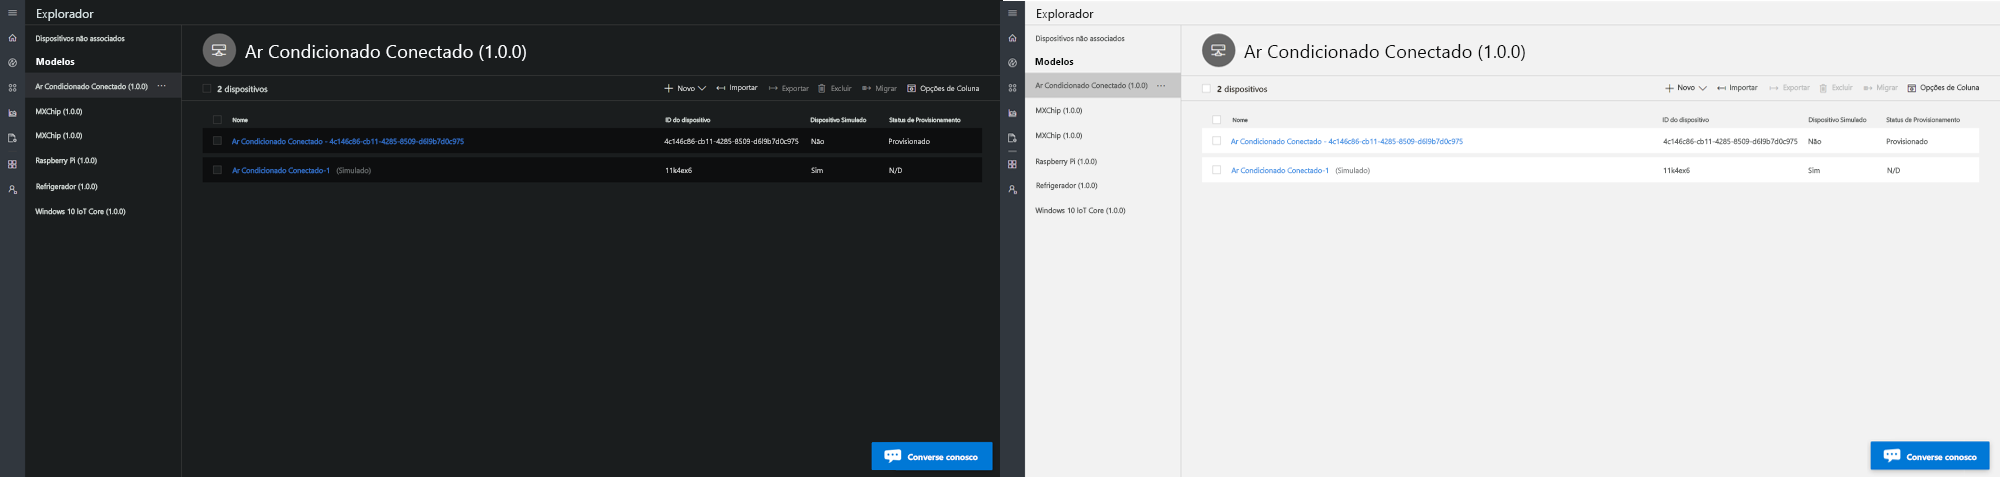 Explorador
Dispositivos não associados
Modelos
Ar Condicionado Conectado (1.0.0) ...
MXChip (1.0.0)
MXChip (1.0.0)
Raspberry Pi (1.0.0)
Refrigerador (1.0.0)
Windows 10 IoT Core (1.0.0)
Ar Condicionado Conectado (1.0.0)
2 dispositivos Novo Importar Exportar Excluir Migrar Opções de Coluna
Nome ID do dispositivo Dispositivo Simulado Status de Provisionamento
Ar Condicionado Conectado - 4c146c86-cb11-4285-8509-d6l9b7d0c975 4c146c86-cb11-4285-8509-d6l9b7d0c975 Não Provisionado
Ar Condicionado Conectado-1 (Simulado) 11k4ex6 Sim N/D
Converse conosco
Explorador
Dispositivos não associados
Modelos
Ar Condicionado Conectado (1.0.0) ...
MXChip (1.0.0)
MXChip (1.0.0)
Raspberry Pi (1.0.0)
Refrigerador (1.0.0)
Windows 10 IoT Core (1.0.0)
Ar Condicionado Conectado (1.0.0)
2 dispositivos Novo Importar Exportar Excluir Migrar Opções de Coluna
Nome ID do dispositivo Dispositivo Simulado Status de Provisionamento
Ar Condicionado Conectado - 4c146c86-cb11-4285-8509-d6l9b7d0c975 4c146c86-cb11-4285-8509-d6l9b7d0c975 Não Provisionado
Ar Condicionado Conectado-1 (Simulado) 11k4ex6 Sim N/D
Converse conosco